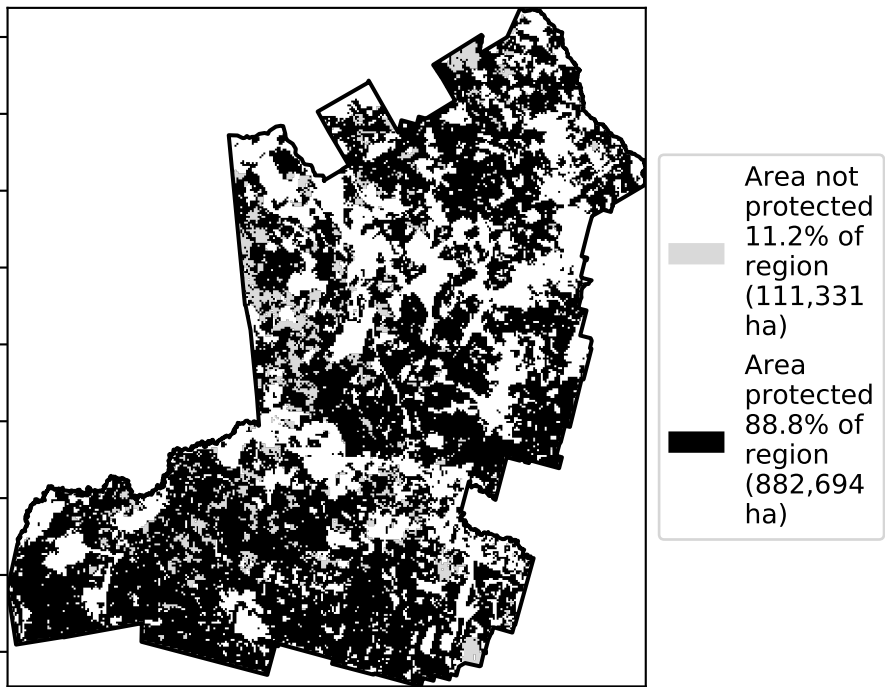 Area not
protected
11.2% of
region
(111,331
ha)
Area
protected
88.8% of
region
(882,694
ha)